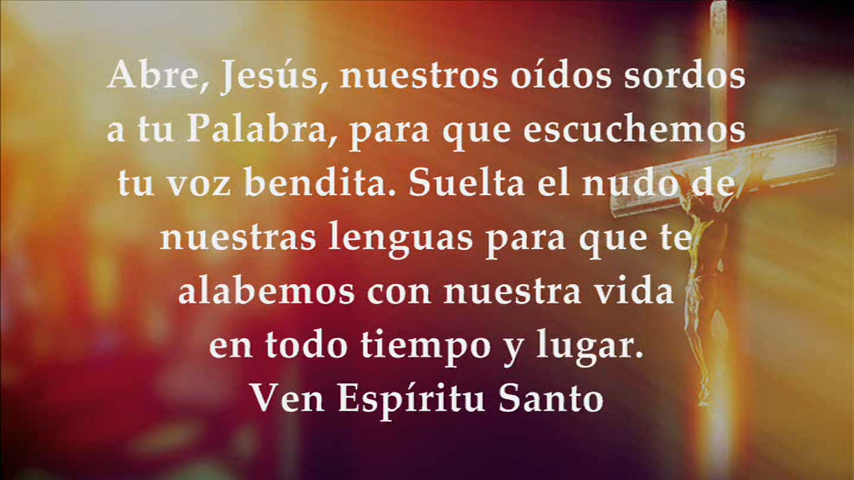 Abre, Jesús, nuestros oídos sordos
a tu Palabra, para que escuchemos
tu voz bendita. Suelta el nudo de
nuestras lenguas para que te
alabemos con nuestra vida
en todo tiempo y lugar.
Ven Espíritu Santo